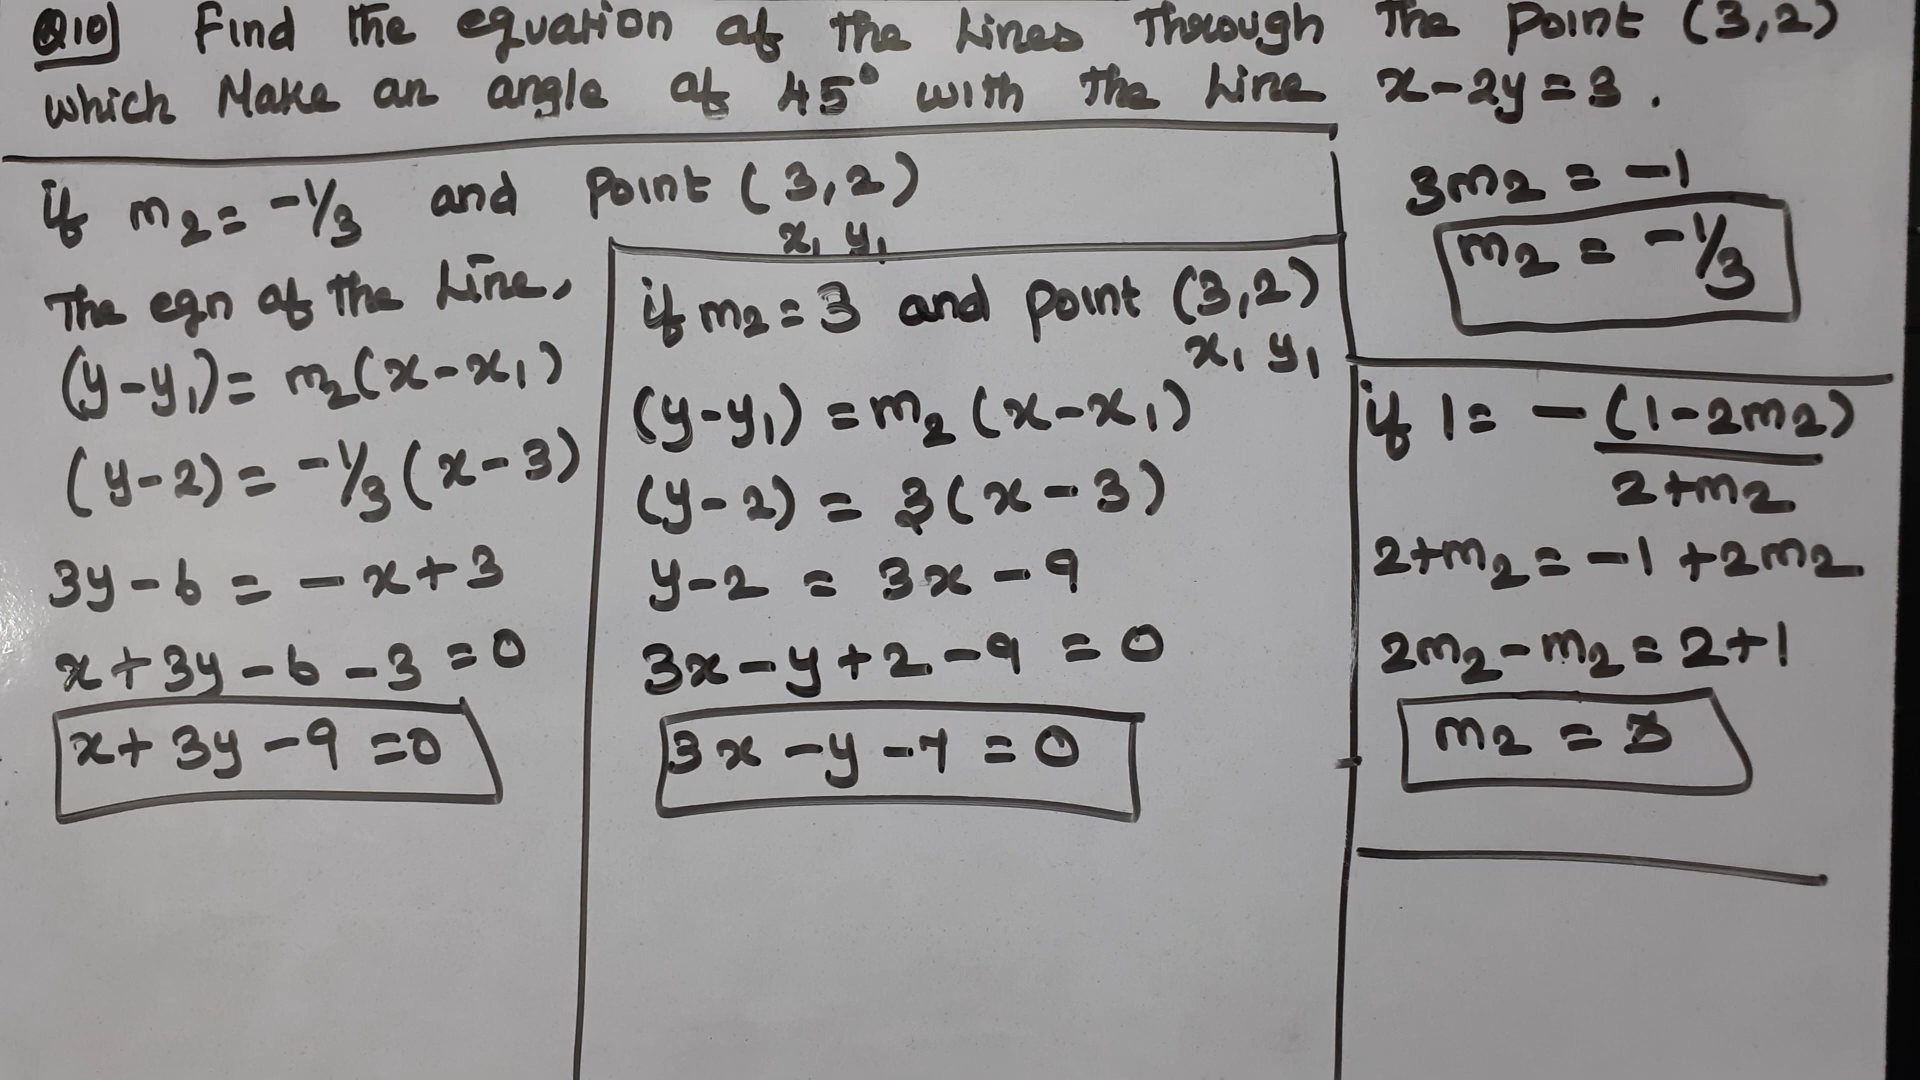 Q10) Find the equation of the Lines Through The point (3,2)
which Make an angle of 45° with The Line x-2y=3.
3m2 = -1
m2 = -1/3
if 1= -(1-2m2)
2+m2
2+m2 = -1+2m2
2m2-m2 = 2+1
m2 = 3
if m2= -1/3 and point (3,2)
x1 y1
The eqn of the Line,
(y-y1)= m2(x-x1)
(y-2)= -1/3(x-3)
3y-6 = -x+3
x+3y-6-3=0
x+3y-9=0
if m2=3 and point (3,2)
x1 y1
(y-y1)=m2(x-x1)
(y-2) = 3(x-3)
y-2 = 3x-9
3x-y+2-9=0
3x-y-7=0